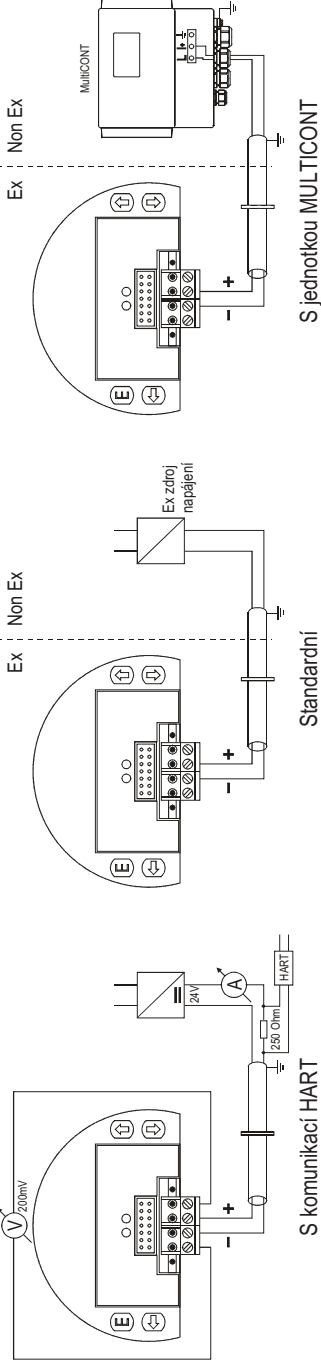 V
200mV
E
24V
A
250 Ohm
HART
+
−
S komunikací HART
Ex
Non Ex
E
Ex zdroj
napájení
+
−
Standardní
Ex
Non Ex
MultiCONT
E
+
−
S jednotkou MULTICONT